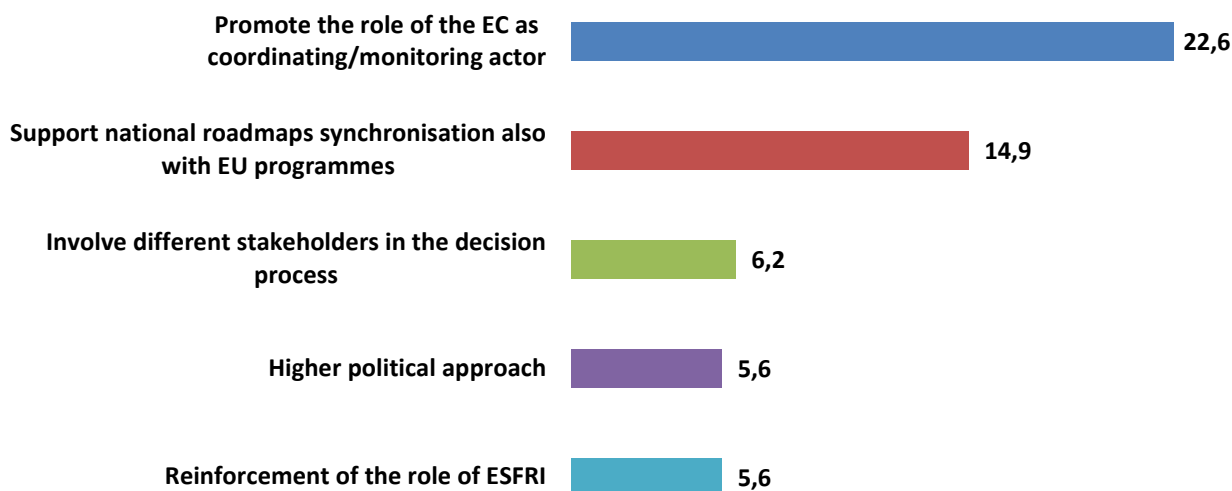 Promote the role of the EC as
coordinating/monitoring actor
22,6
Support national roadmaps synchronisation also
with EU programmes
14,9
Involve different stakeholders in the decision
process
6,2
Higher political approach
5,6
Reinforcement of the role of ESFRI
5,6